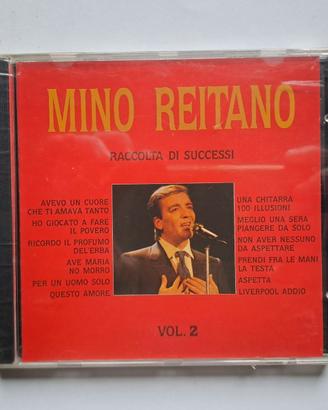 MINO REITANO
RACCOLTA DI SUCCESSI
AVEVO UN CUORE
CHE TI AMAVA TANTO
HO GIOCATO A FARE
IL POVERO
RICORDO IL PROFUMO
DEL'ERBA
AVE MARIA
NO MORRO
PER UN UOMO SOLO
QUESTO AMORE
UNA CHITARRA
100 ILLUSIONI
MEGLIO UNA SERA
PIANGERE DA SOLO
NON AVER NESSUNO
DA ASPETTARE
PRENDI FRA LE MANI
LA TESTA
ASPETTA
LIVERPOOL ADDIO
VOL. 2